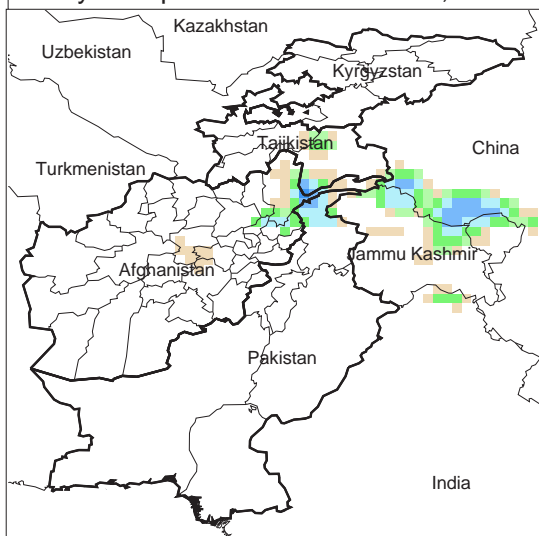 Kazakhstan
Uzbekistan
Kyrgyzstan
Tajikistan
China
Turkmenistan
Jammu Kashmir
Afghanistan
Pakistan
India